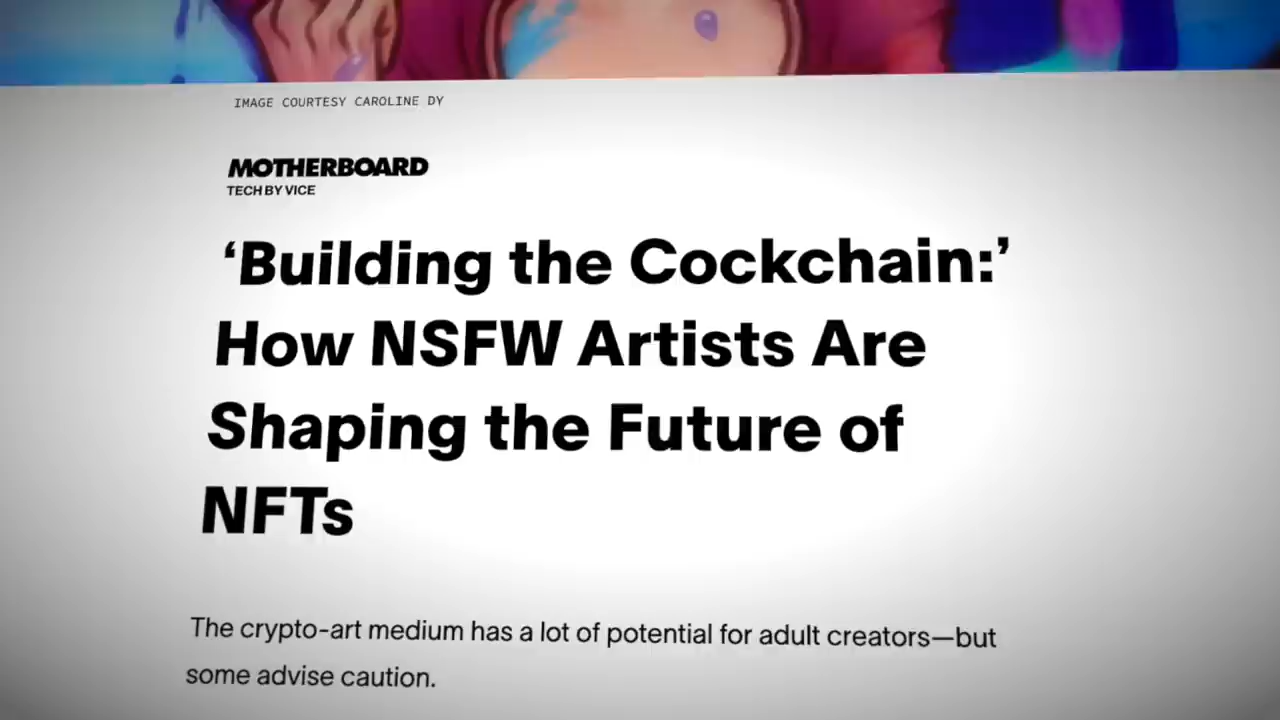 IMAGE COURTESY CAROLINE DY
MOTHERBOARD
TECH BY VICE
‘Building the Cockchain:’
How NSFW Artists Are
Shaping the Future of
NFTs
The crypto-art medium has a lot of potential for adult creators—but
some advise caution.